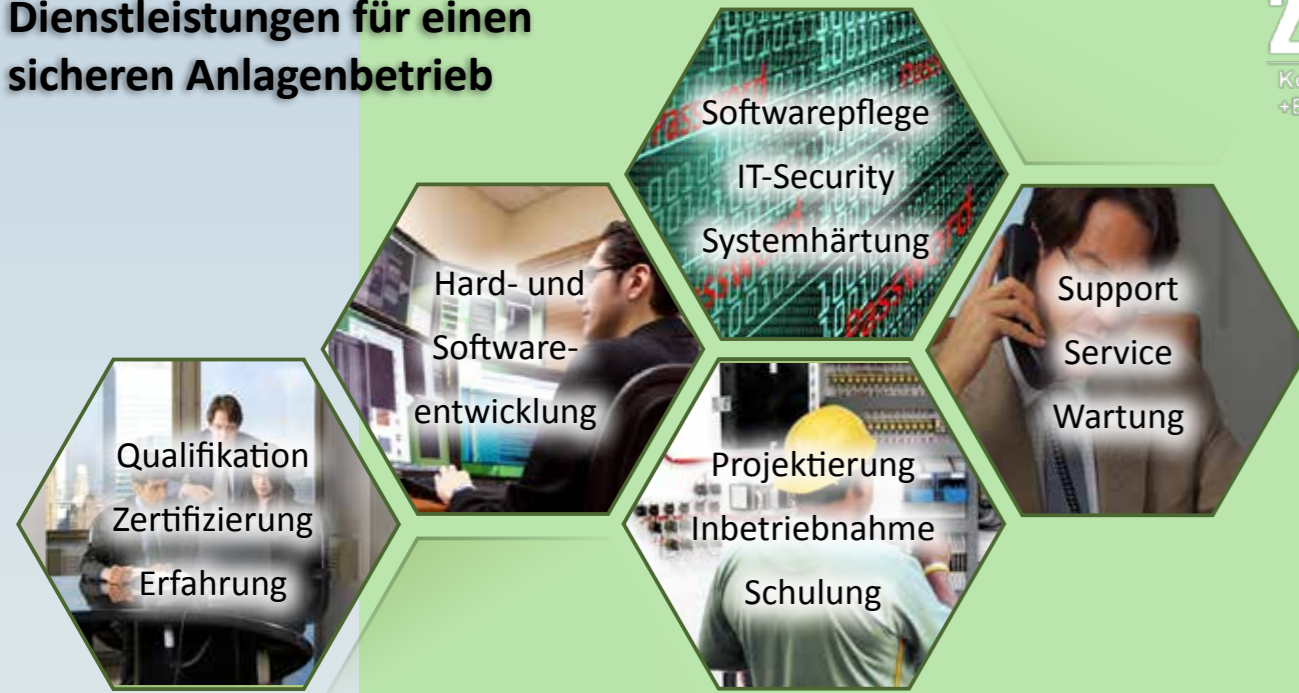 Dienstleistungen für einen
sicheren Anlagenbetrieb
Softwarepflege
IT-Security
Systemhärtung
Hard- und
Software-
entwicklung
Support
Service
Wartung
Qualifikation
Zertifizierung
Erfahrung
Projektierung
Inbetriebnahme
Schulung